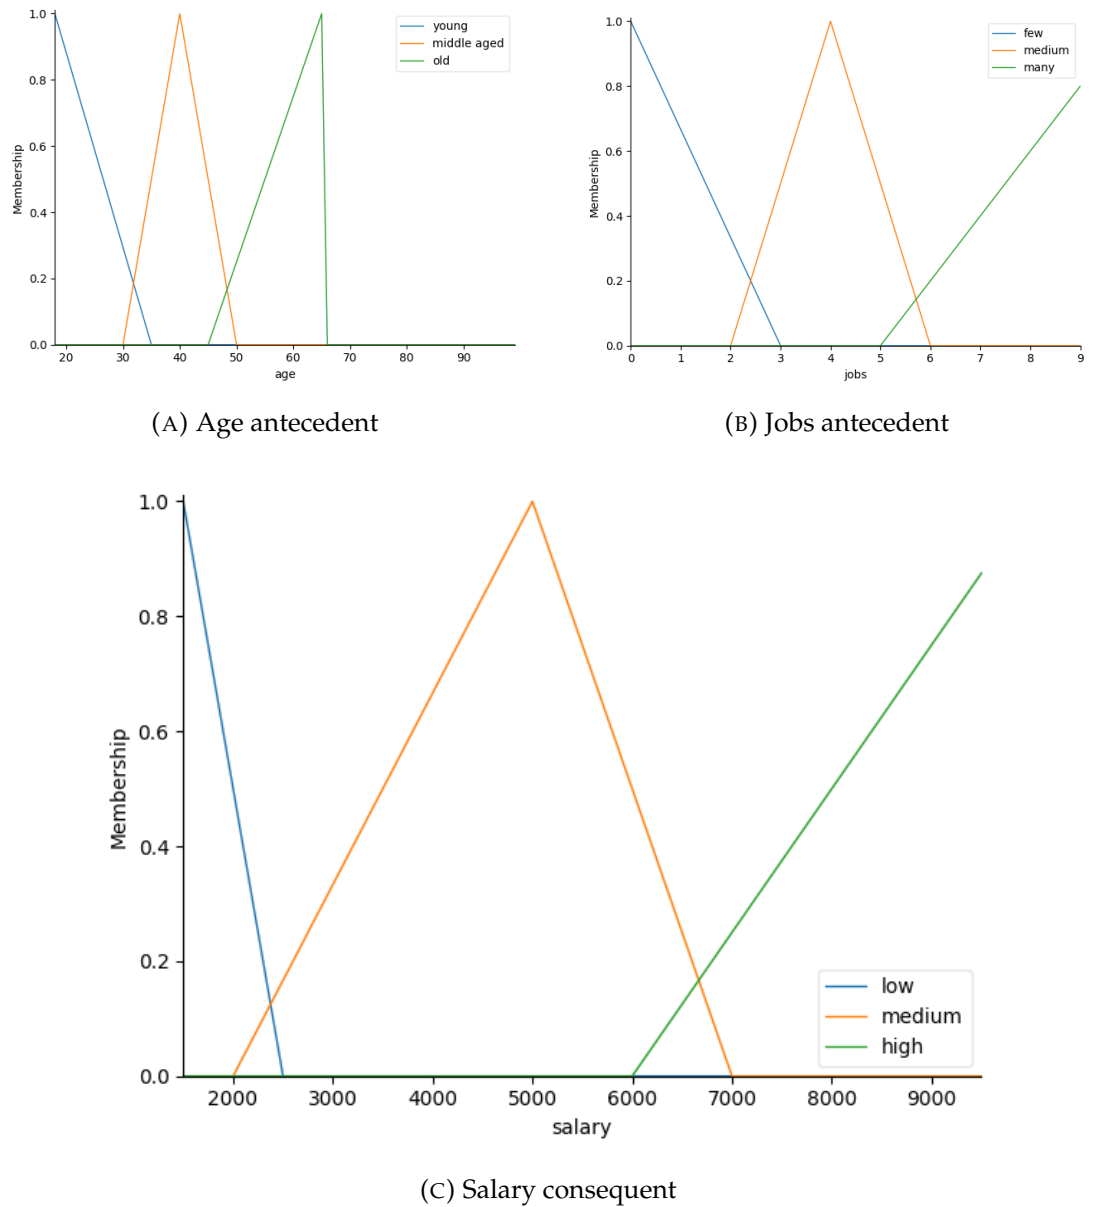 1.0
0.8
0.6
0.4
0.2
0.0
Membership
20 30 40 50 60 70 80 90
age
young
middle aged
old
(A) Age antecedent
1.0
0.8
0.6
0.4
0.2
0.0
Membership
0 1 2 3 4 5 6 7 8 9
jobs
few
medium
many
(B) Jobs antecedent
1.0
0.8
0.6
0.4
0.2
0.0
Membership
2000 3000 4000 5000 6000 7000 8000 9000
salary
low
medium
high
(C) Salary consequent